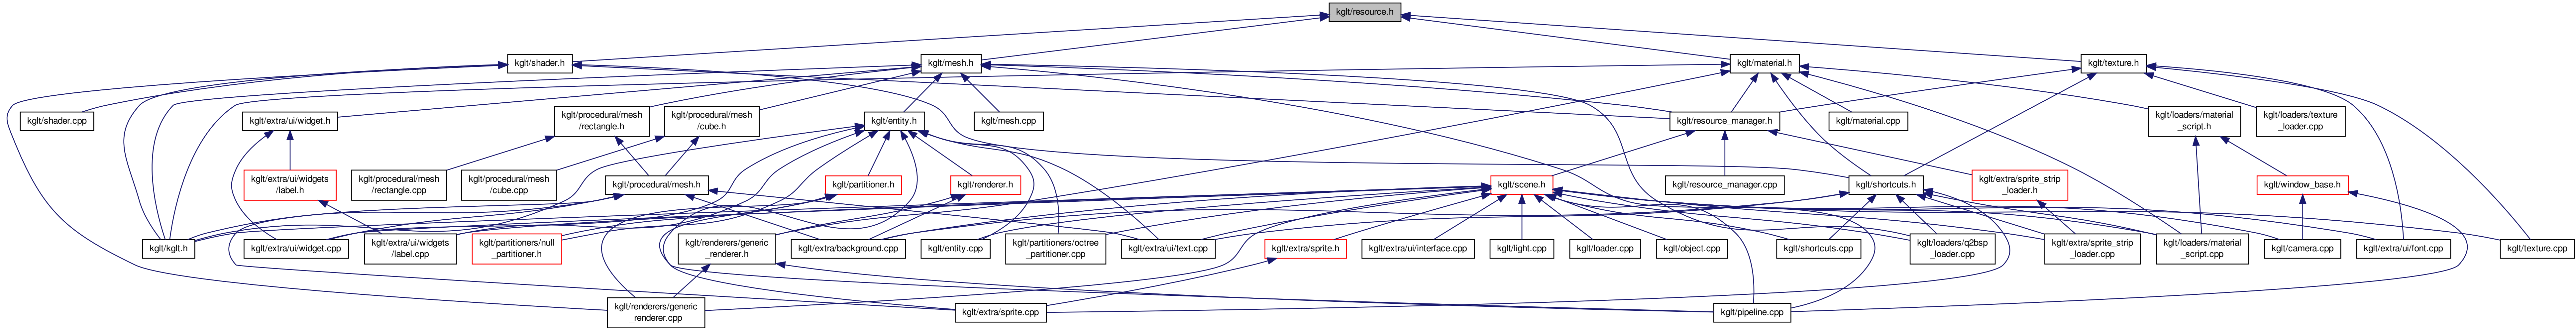 kglt/resource.h
kglt/shader.h
kglt/mesh.h
kglt/material.h
kglt/texture.h
kglt/shader.cpp
kglt/extra/ui/widget.h
kglt/procedural/mesh
/rectangle.h
kglt/procedural/mesh
/cube.h
kglt/entity.h
kglt/mesh.cpp
kglt/resource_manager.h
kglt/material.cpp
kglt/loaders/material
_script.h
kglt/loaders/texture
_loader.cpp
kglt/extra/ui/widgets
/label.h
kglt/procedural/mesh
/rectangle.cpp
kglt/procedural/mesh
/cube.cpp
kglt/procedural/mesh.h
kglt/partitioner.h
kglt/renderer.h
kglt/scene.h
kglt/resource_manager.cpp
kglt/shortcuts.h
kglt/extra/sprite_strip
_loader.h
kglt/window_base.h
kglt/kglt.h
kglt/extra/ui/widget.cpp
kglt/extra/ui/widgets
/label.cpp
kglt/partitioners/null
_partitioner.h
kglt/renderers/generic
_renderer.h
kglt/extra/background.cpp
kglt/entity.cpp
kglt/partitioners/octree
_partitioner.cpp
kglt/extra/ui/text.cpp
kglt/extra/sprite.h
kglt/extra/ui/interface.cpp
kglt/light.cpp
kglt/loader.cpp
kglt/object.cpp
kglt/shortcuts.cpp
kglt/loaders/q2bsp
_loader.cpp
kglt/extra/sprite_strip
_loader.cpp
kglt/loaders/material
_script.cpp
kglt/camera.cpp
kglt/extra/ui/font.cpp
kglt/texture.cpp
kglt/renderers/generic
_renderer.cpp
kglt/extra/sprite.cpp
kglt/pipeline.cpp